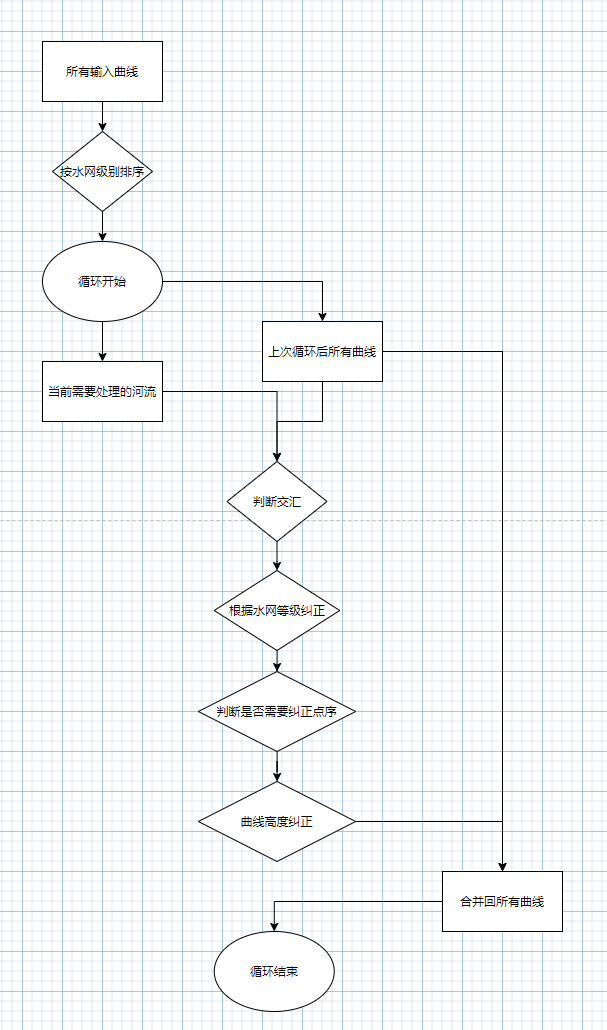 所有输入曲线
按水网级别排序
循环开始
上次循环后所有曲线
当前需要处理的河流
判断交汇
根据水网等级纠正
判断是否需要纠正点序
曲线高度纠正
合并回所有曲线
循环结束